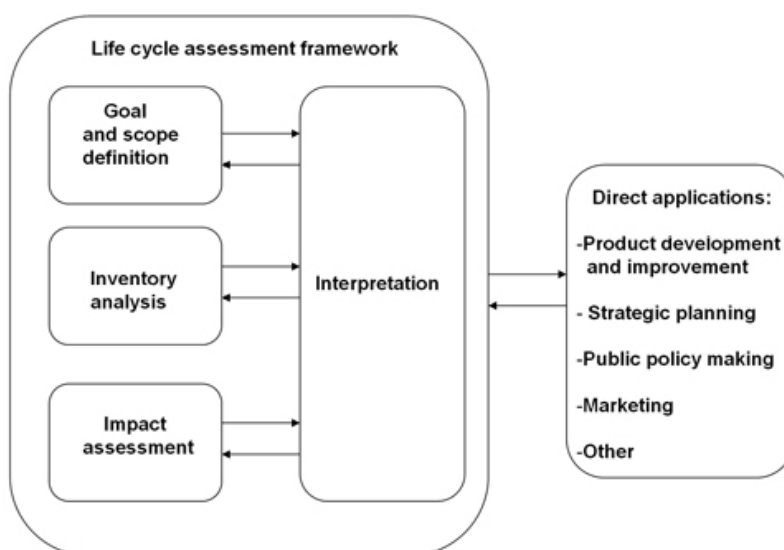 Life cycle assessment framework
Goal
and scope
definition
Inventory
analysis
Impact
assessment
Interpretation
Direct applications:
-Product development
and improvement
- Strategic planning
-Public policy making
-Marketing
-Other